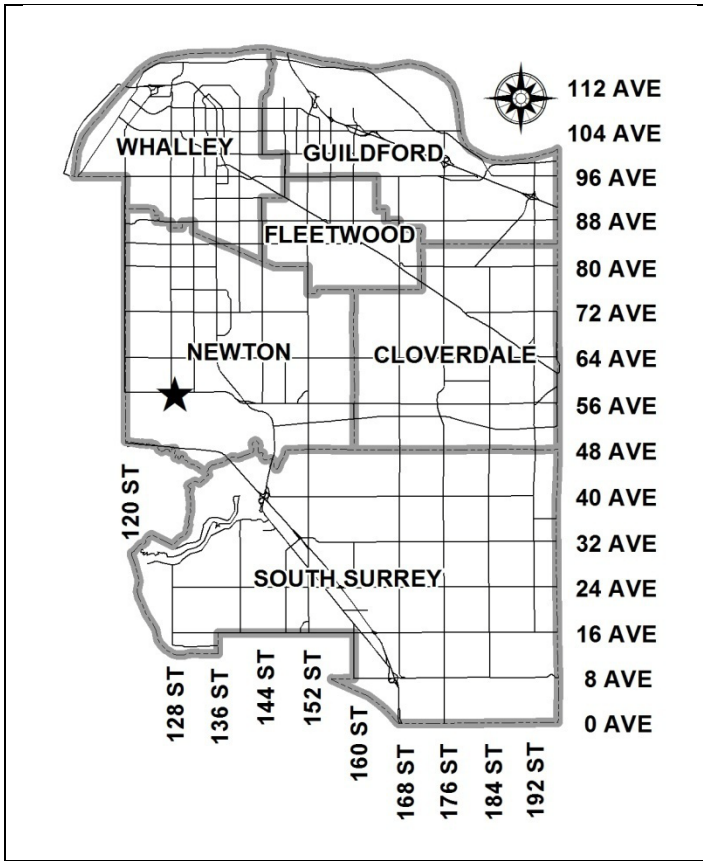 112 AVE
104 AVE
WHALLEY
GUILDFORD
96 AVE
88 AVE
FLEETWOOD
80 AVE
72 AVE
NEWTON
CLOVERDALE
64 AVE
56 AVE
48 AVE
120 ST
40 AVE
32 AVE
SOUTH SURREY
24 AVE
16 AVE
8 AVE
0 AVE
128 ST
136 ST
144 ST
152 ST
160 ST
168 ST
176 ST
184 ST
192 ST